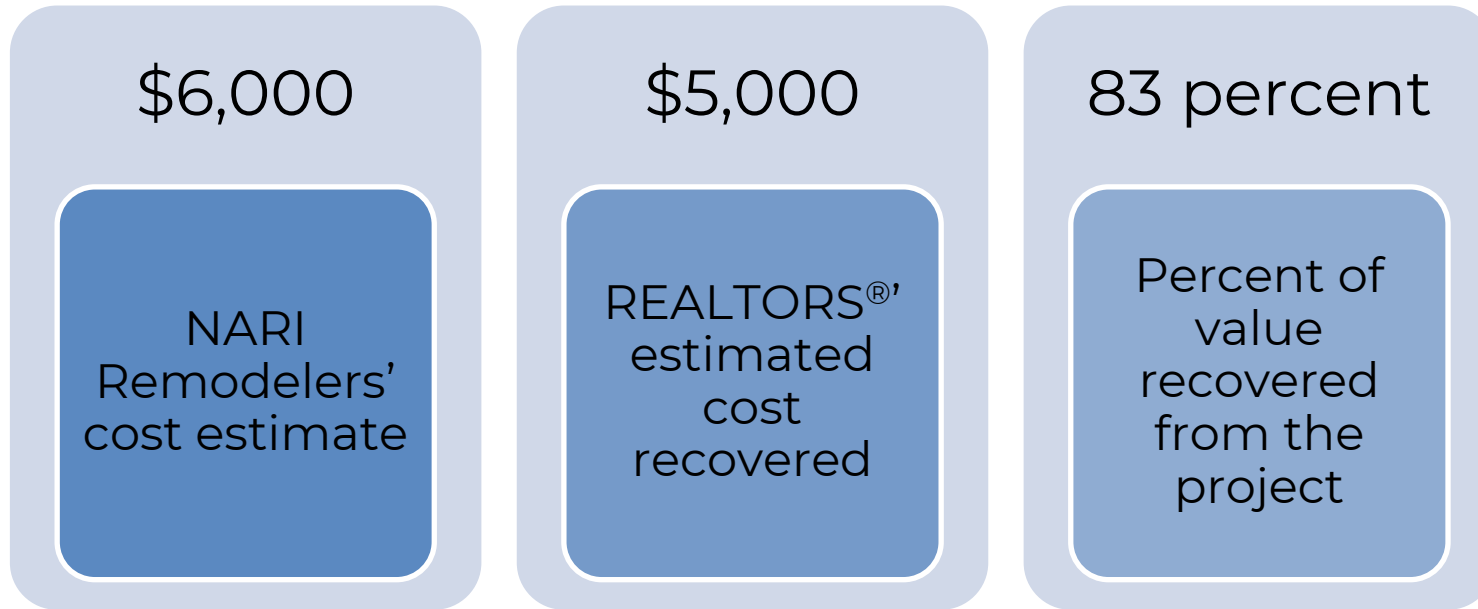 $6,000
NARI
Remodelers’
cost estimate
$5,000
REALTORS®’
estimated
cost
recovered
83 percent
Percent of
value
recovered
from the
project